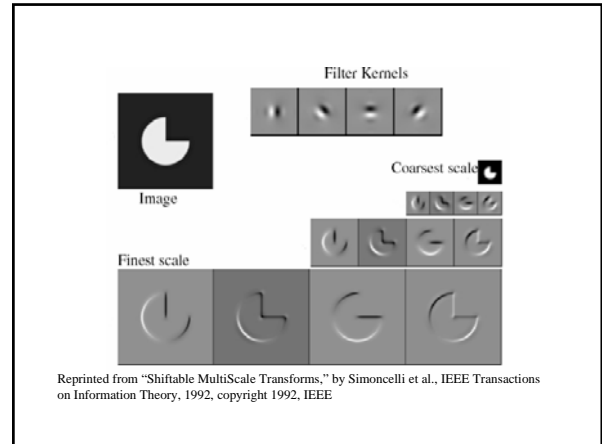 Filter Kernels
Coarsest scale
Image
Finest scale
Reprinted from “Shiftable MultiScale Transforms,” by Simoncelli et al., IEEE Transactions
on Information Theory, 1992, copyright 1992, IEEE